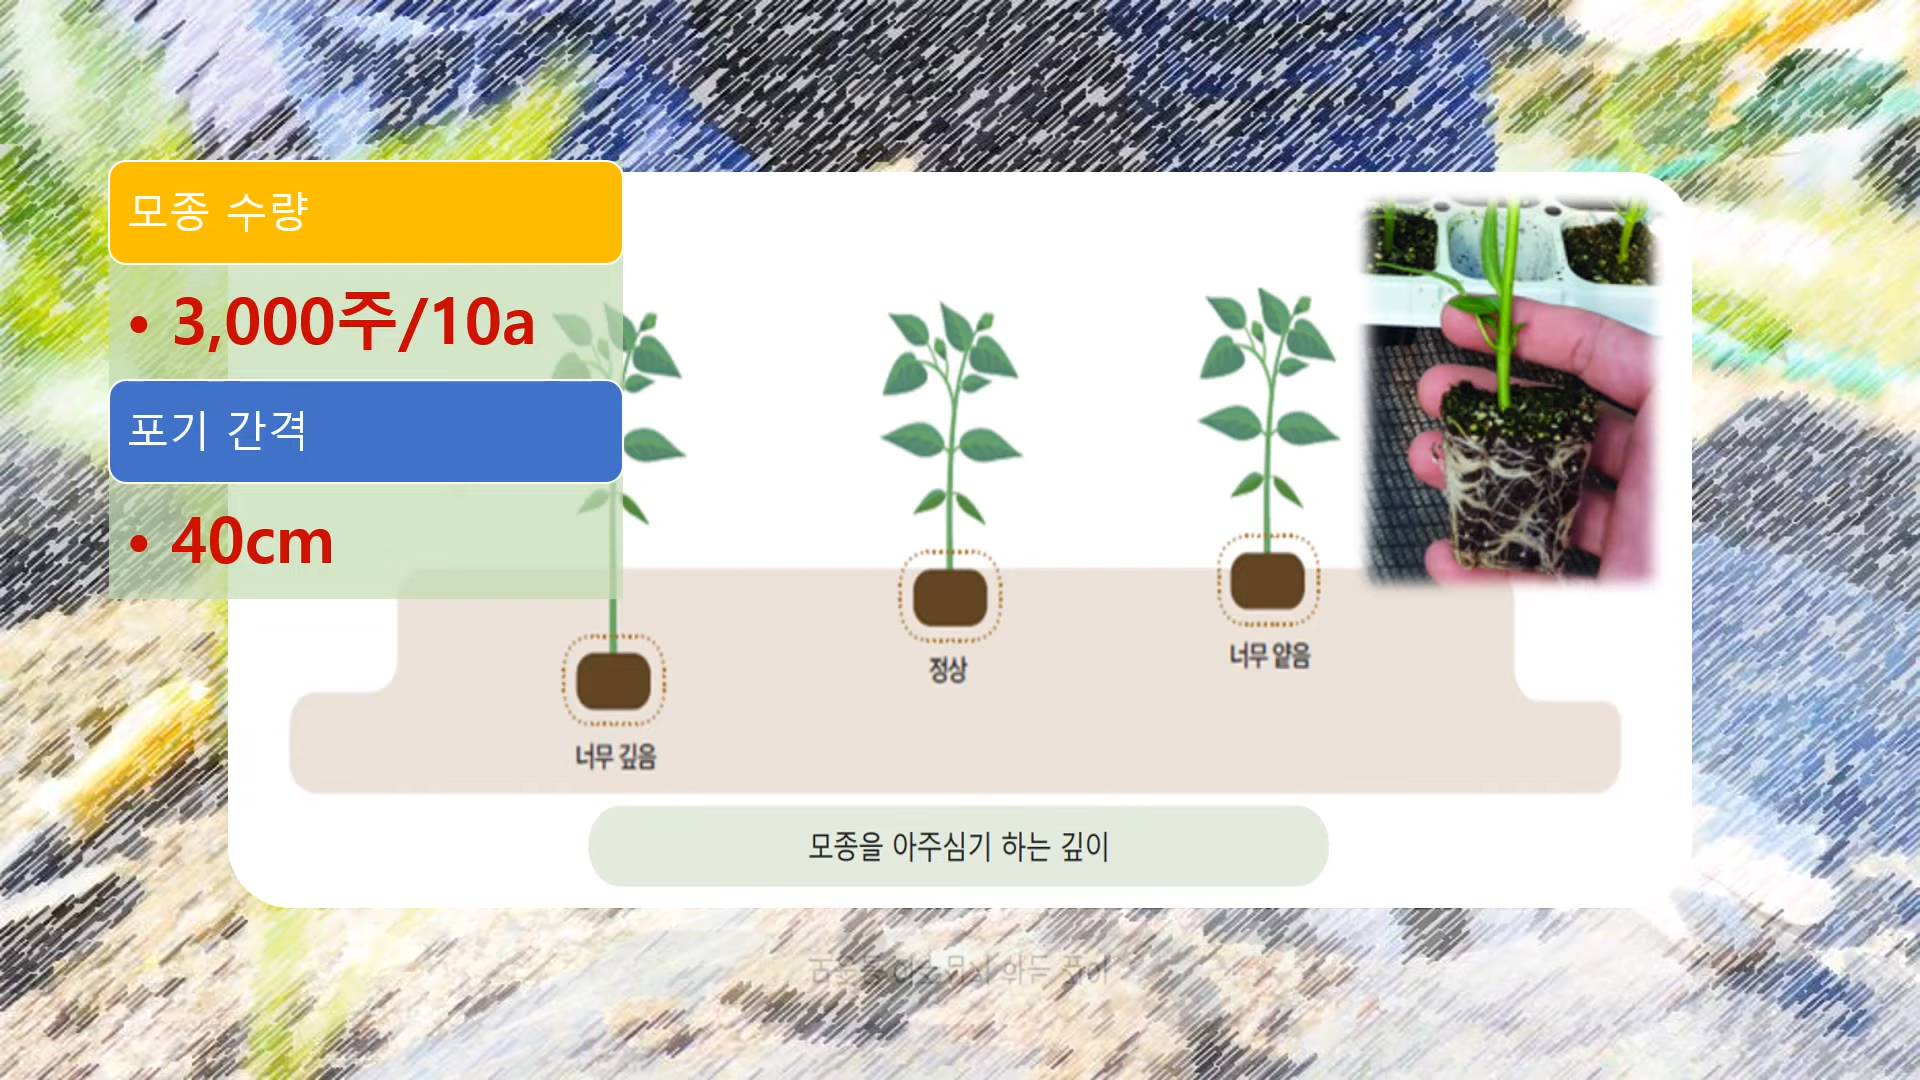 모종 수량
• 3,000주/10a
포기 간격
• 40cm
너무 깊음
정상
너무 얕음
모종을 아주심기 하는 깊이